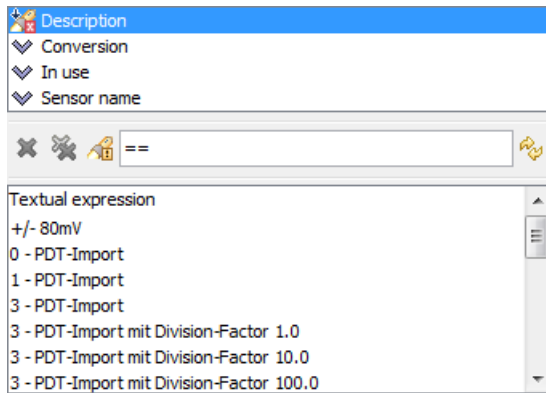 Description
Conversion
In use
Sensor name
==
Textual expression
+/- 80mV
0 - PDT-Import
1 - PDT-Import
3 - PDT-Import
3 - PDT-Import mit Division-Factor 1.0
3 - PDT-Import mit Division-Factor 10.0
3 - PDT-Import mit Division-Factor 100.0